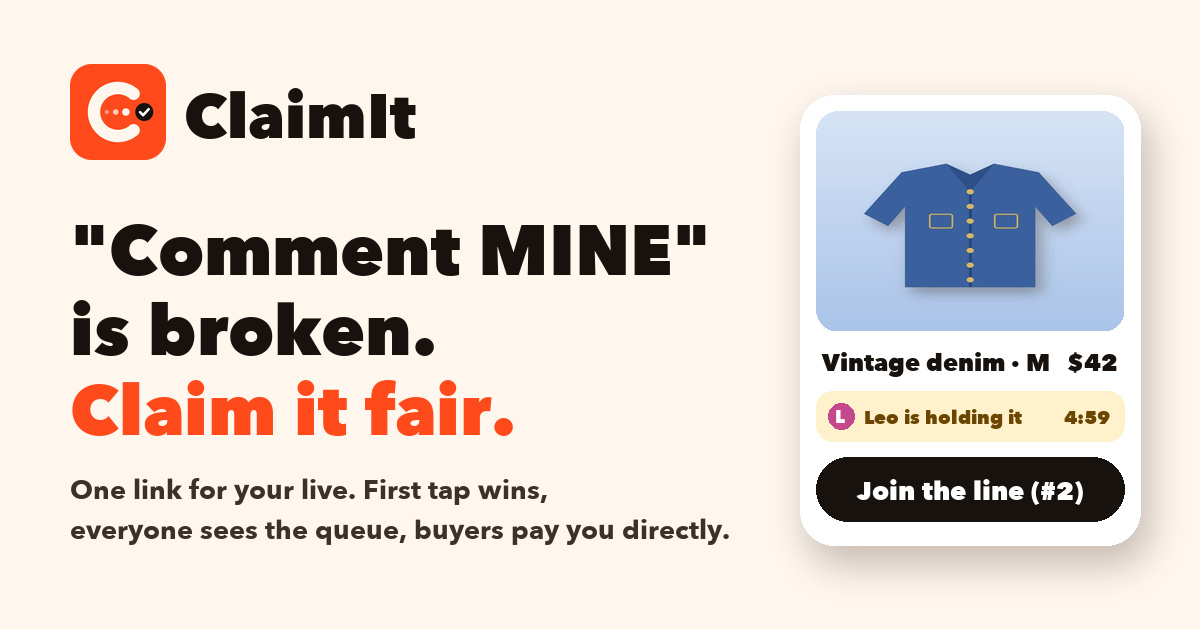 ClaimIt
"Comment MINE"
is broken.
Claim it fair.
One link for your live. First tap wins,
everyone sees the queue, buyers pay you directly.
Vintage denim · M $42
L Leo is holding it 4:59
Join the line (#2)